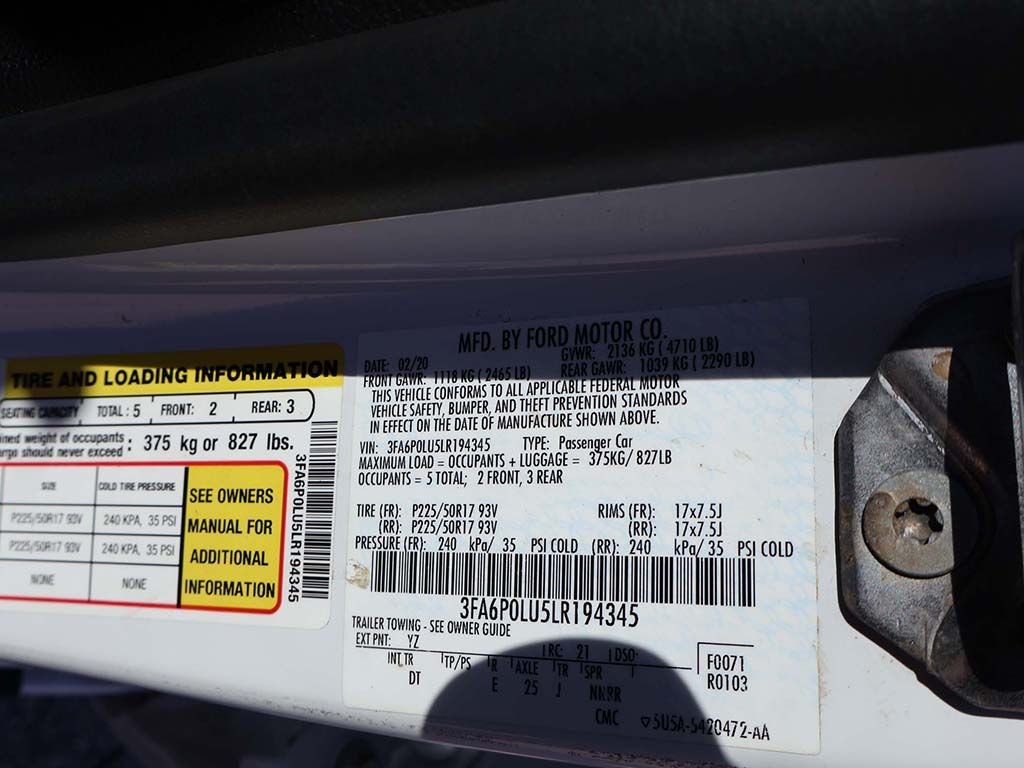 TIRE AND LOADING INFORMATION
SEATING CAPACITY TOTAL : 5 FRONT: 2 REAR: 3
ined weight of occupants : 375 kg or 827 lbs.
argo should never exceed
SIZE COLD TIRE PRESSURE
P225/50R17 93V 240 KPA, 35 PSI
P225/50R17 93V 240 KPA, 35 PSI
NONE NONE
SEE OWNERS
MANUAL FOR
ADDITIONAL
INFORMATION
3FA6P0LU5LR194345
MFD. BY FORD MOTOR CO.
DATE: 02/20 GVWR: 2136 KG ( 4710 LB)
FRONT GAWR: 1118 KG ( 2465 LB) REAR GAWR: 1039 KG ( 2290 LB)
THIS VEHICLE CONFORMS TO ALL APPLICABLE FEDERAL MOTOR
VEHICLE SAFETY, BUMPER, AND THEFT PREVENTION STANDARDS
IN EFFECT ON THE DATE OF MANUFACTURE SHOWN ABOVE.
VIN: 3FA6P0LU5LR194345 TYPE: Passenger Car
MAXIMUM LOAD = OCCUPANTS + LUGGAGE = 375KG/ 827LB
OCCUPANTS = 5 TOTAL; 2 FRONT, 3 REAR
TIRE (FR): P225/50R17 93V RIMS (FR): 17x7.5J
(RR): P225/50R17 93V (RR): 17x7.5J
PRESSURE (FR): 240 kPa/ 35 PSI COLD (RR): 240 kPa/ 35 PSI COLD
3FA6P0LU5LR194345
TRAILER TOWING - SEE OWNER GUIDE
EXT PNT: YZ RC: 21 DSO:
INT TR TP/PS R AXLE TR SPR
DT E 25 J NNRR
F0071
R0103
CMC ▽5U5A-5420472-AA